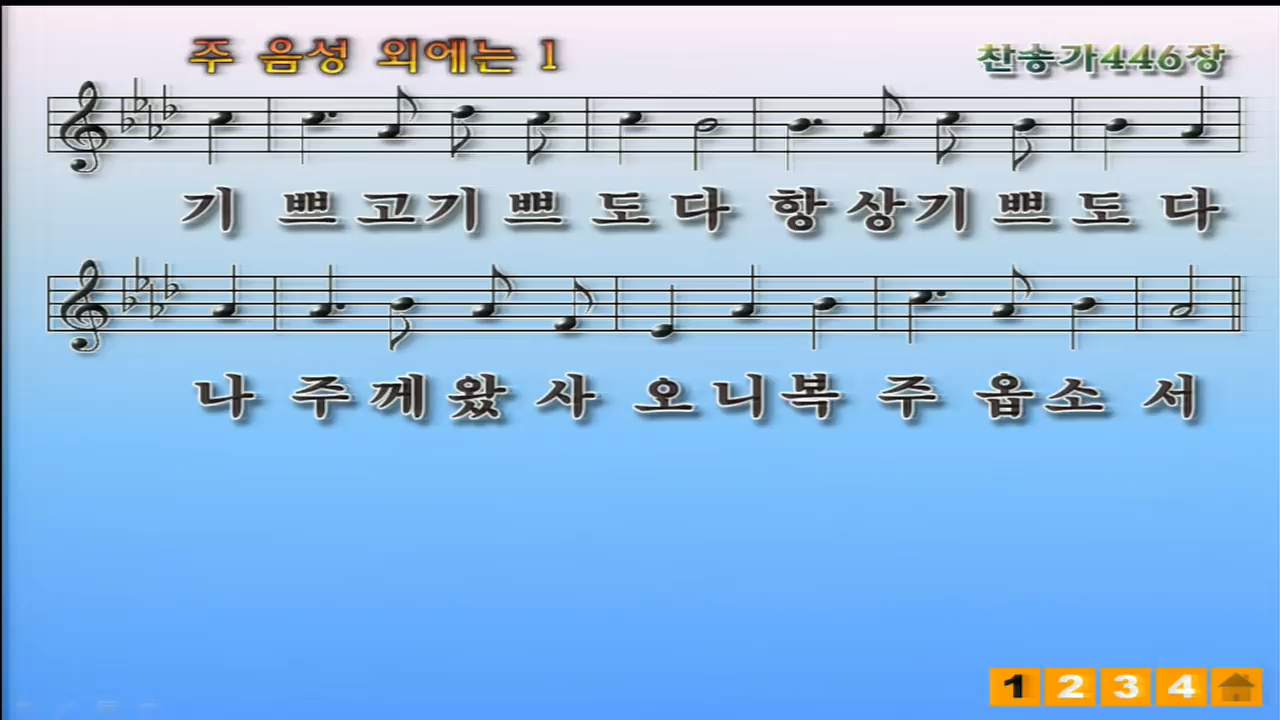 주 음성 외에는 1
찬송가446장
기 쁘 고기 쁘 도 다 항 상기 쁘 도 다
나 주께왔 사 오 니복 주 옵소 서
1 2 3 4